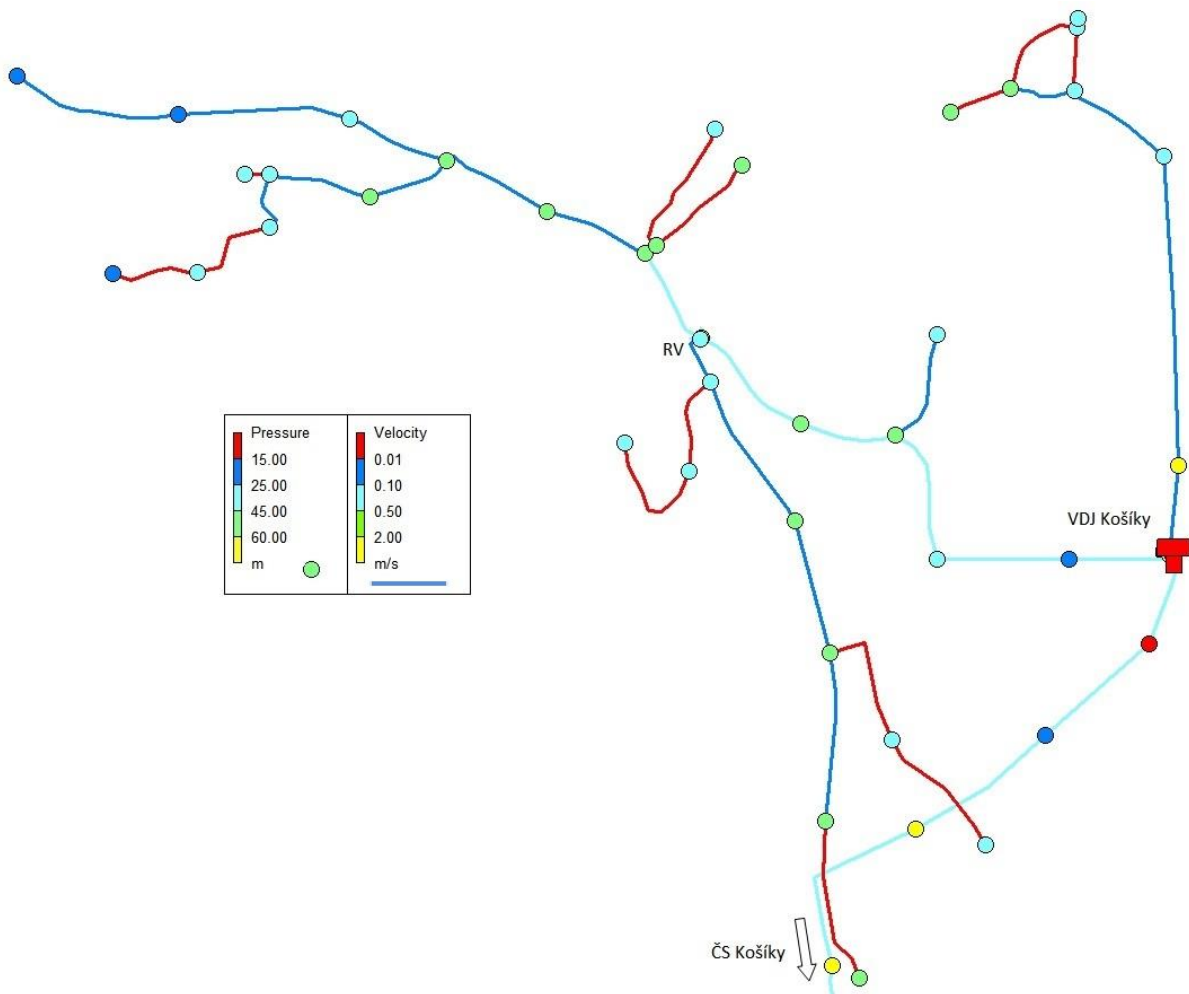 RV
Pressure
15.00
25.00
45.00
60.00
m
Velocity
0.01
0.10
0.50
2.00
m/s
VDJ Košíky
ČS Košíky